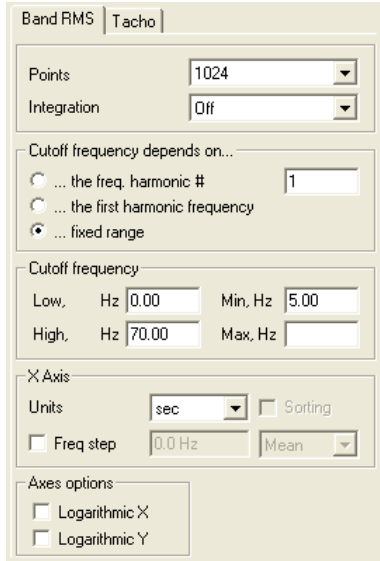 Band RMS Tacho
Points 1024
Integration Off
Cutoff frequency depends on...
... the freq. harmonic # 1
... the first harmonic frequency
... fixed range
Cutoff frequency
Low, Hz 0.00 Min, Hz 5.00
High, Hz 70.00 Max, Hz
X Axis
Units sec Sorting
Freq step 0.0 Hz Mean
Axes options
Logarithmic X
Logarithmic Y